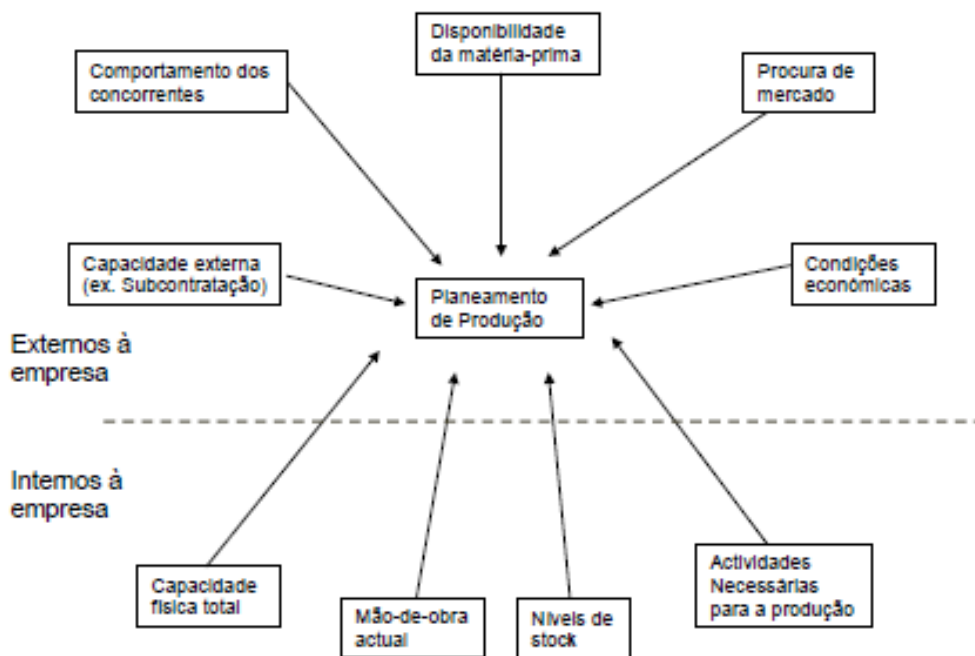 Disponibilidade
da matéria-prima
Comportamento dos
concorrentes
Procura de
mercado
Capacidade externa
(ex. Subcontratação)
Planeamento
de Produção
Condições
económicas
Externos à
empresa
Internos à
empresa
Capacidade
física total
Mão-de-obra
actual
Níveis de
stock
Actividades
Necessárias
para a produção